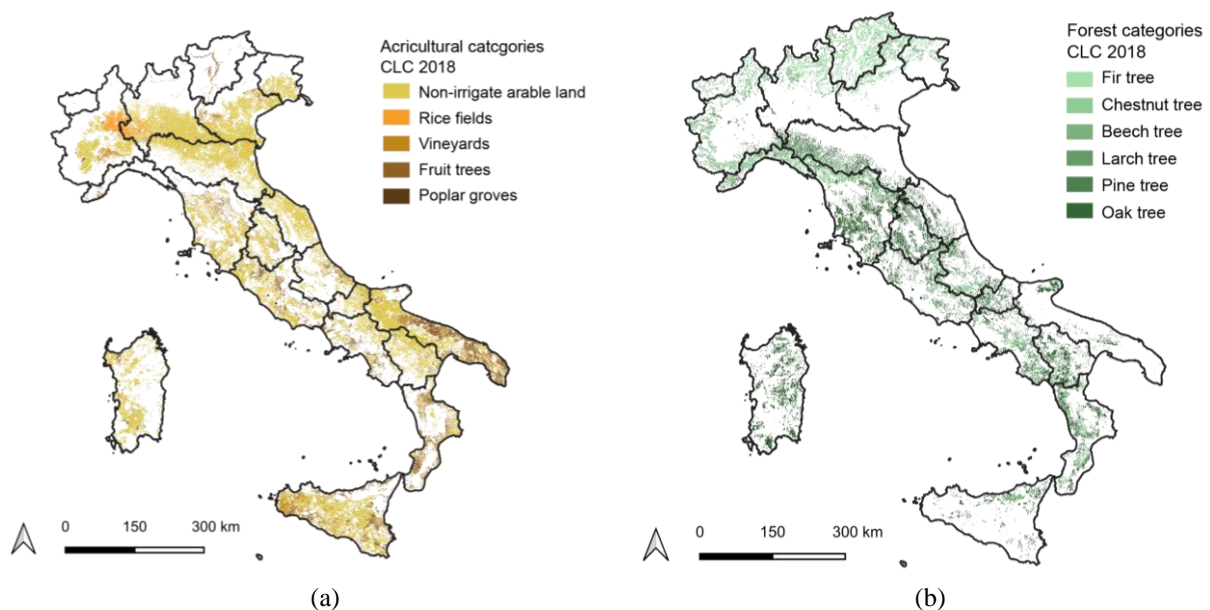 Acricultural catcgories
CLC 2018
Non-irrigate arable land
Rice fields
Vineyards
Fruit trees
Poplar groves
0 150 300 km
(a)
Forest categories
CLC 2018
Fir tree
Chestnut tree
Beech tree
Larch tree
Pine tree
Oak tree
0 150 300 km
(b)